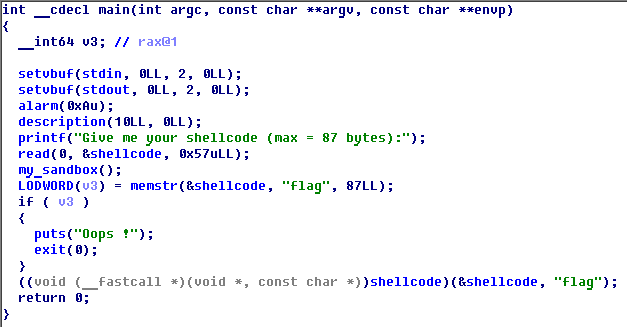 int __cdecl main(int argc, const char **argv, const char **envp)
{
  __int64 v3; // rax@1

  setvbuf(stdin, 0LL, 2, 0LL);
  setvbuf(stdout, 0LL, 2, 0LL);
  alarm(0xAu);
  description(10LL, 0LL);
  printf("Give me your shellcode (max = 87 bytes):");
  read(0, &shellcode, 0x57uLL);
  my_sandbox();
  LODWORD(v3) = memstr(&shellcode, "flag", 87LL);
  if ( v3 )
  {
    puts("Oops !");
    exit(0);
  }
  ((void (__fastcall *)(void *, const char *))shellcode)(&shellcode, "flag");
  return 0;
}